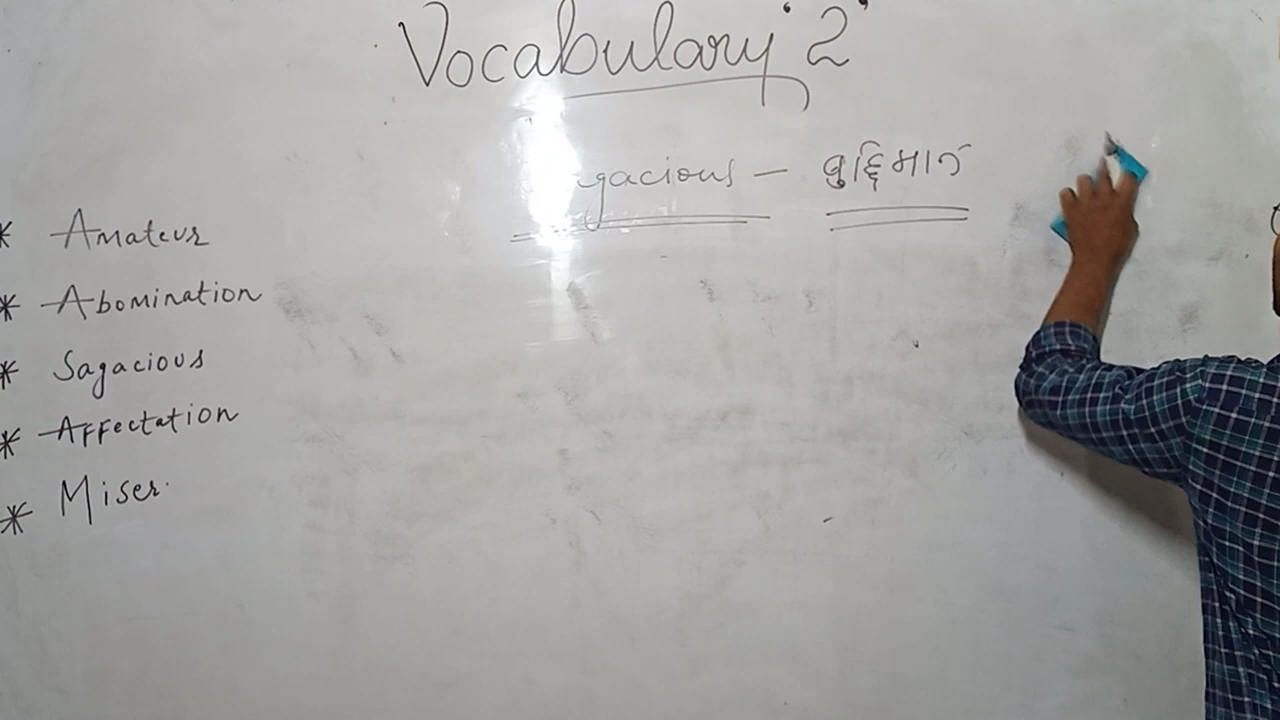 Vocabulary '2'
gacious — बुद्धिमान
* Amateur
* Abomination
* Sagacious
* Affectation
* Miser.